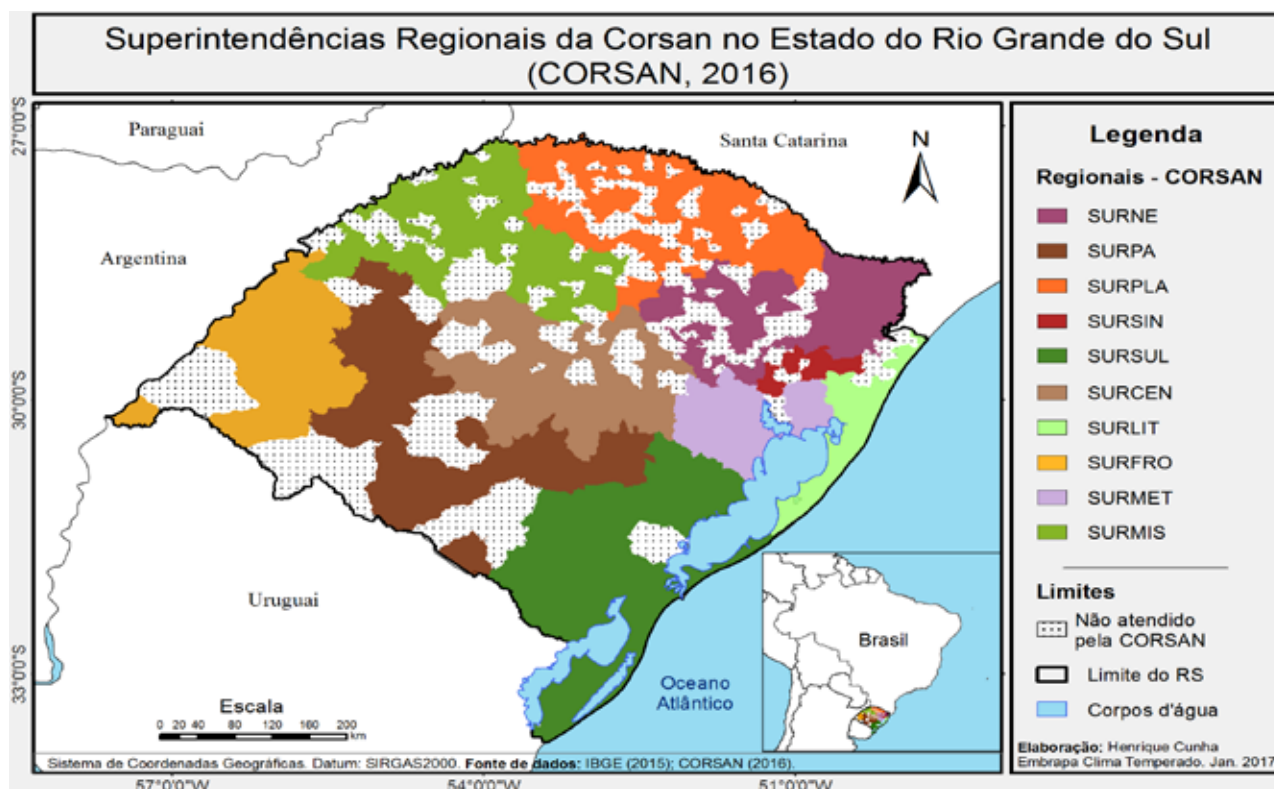 Superintendências Regionais da Corsan no Estado do Rio Grande do Sul
(CORSAN, 2016)
27°0'0"S
30°0'0"S
33°0'0"S
Paraguai
Santa Catarina
N
Argentina
Uruguai
Brasil
Oceano
Atlântico
Escala
0 20 40 80 120 160 200
km
Sistema de Coordenadas Geográficas. Datum: SIRGAS2000. Fonte de dados: IBGE (2015); CORSAN (2016).
57°0'0"W
54°0'0"W
51°0'0"W
Legenda
Regionais - CORSAN
SURNE
SURPA
SURPLA
SURSIN
SURSUL
SURCEN
SURLIT
SURFRO
SURMET
SURMIS
Limites
Não atendido
pela CORSAN
Limite do RS
Corpos d'água
Elaboração: Henrique Cunha
Embrapa Clima Temperado. Jan. 2017